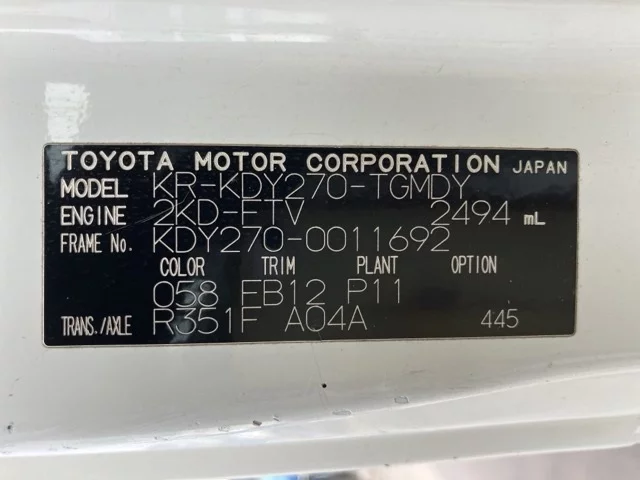 TOYOTA MOTOR CORPORATION JAPAN
MODEL KR-KDY270-TGMDY
ENGINE 2KD-FTV 2494 mL
FRAME No. KDY270-0011692
COLOR TRIM PLANT OPTION
058 FB12 P11
TRANS./AXLE R351F A04A 445